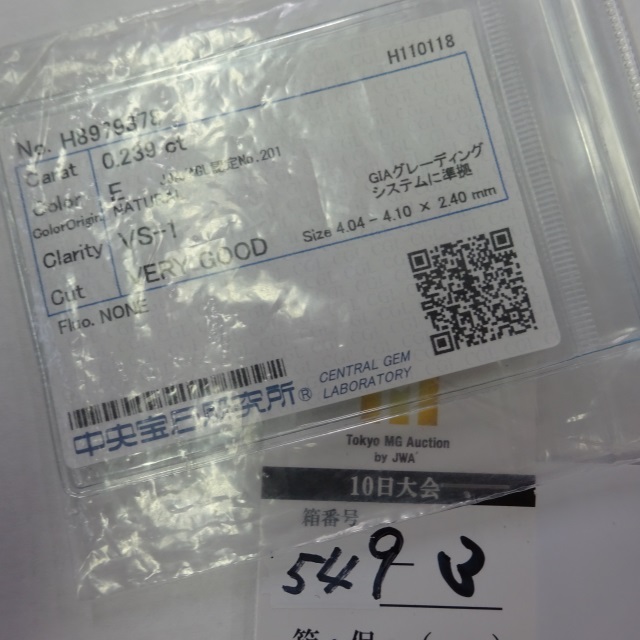 H110118
No. H8979378
Carat 0.239 ct
Color E
GIAグレーディング
システムに準拠
ColorOrigin NATURAL
Clarity VS-1
Size 4.04 - 4.10 × 2.40 mm
Cut VERY GOOD
Fluo. NONE
中央宝石研究所® CENTRAL GEM
LABORATORY
Tokyo MG Auction
by JWA
10日大会
箱番号
549 B